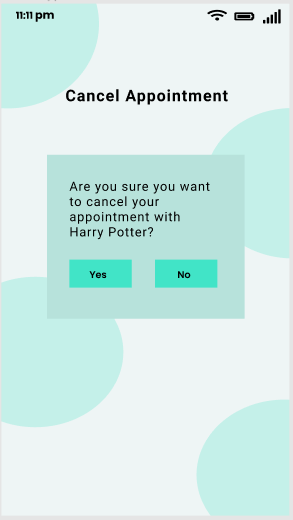 11:11 pm
Cancel Appointment
Are you sure you want
to cancel your
appointment with
Harry Potter?
Yes No